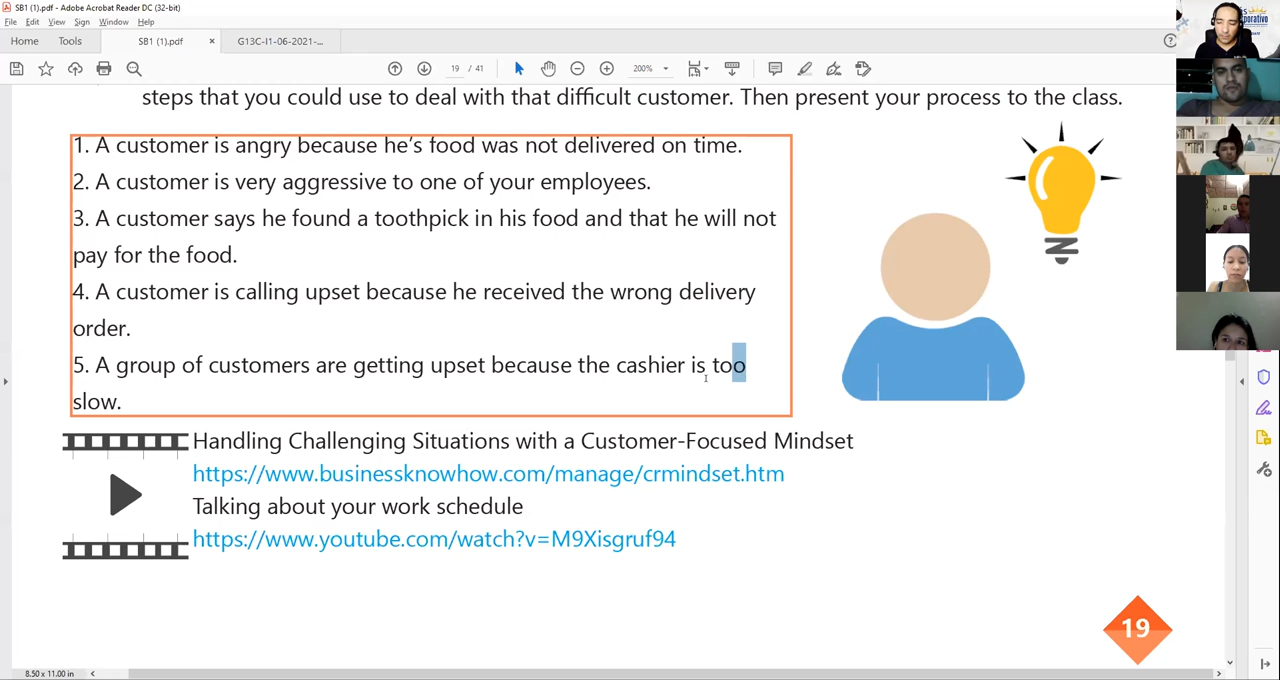 SB1 (1).pdf - Adobe Acrobat Reader DC (32-bit)
File Edit View Sign Window Help
Home Tools SB1 (1).pdf × G13C-I1-06-2021-...
19 / 41 200%
steps that you could use to deal with that difficult customer. Then present your process to the class.
1. A customer is angry because he's food was not delivered on time.
2. A customer is very aggressive to one of your employees.
3. A customer says he found a toothpick in his food and that he will not
pay for the food.
4. A customer is calling upset because he received the wrong delivery
order.
5. A group of customers are getting upset because the cashier is too
slow.
Handling Challenging Situations with a Customer-Focused Mindset
https://www.businessknowhow.com/manage/crmindset.htm
Talking about your work schedule
https://www.youtube.com/watch?v=M9Xisgruf94
19
8.50 x 11.00 in